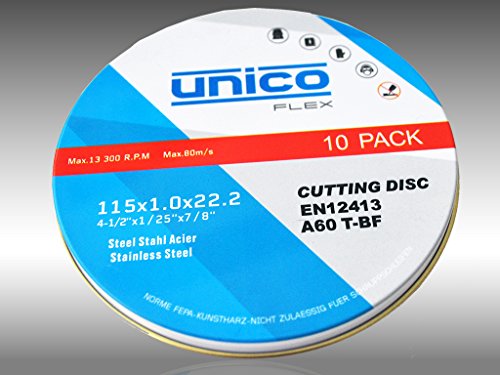 unico
FLEX
10 PACK
Max.13 300 R.P.M Max.80m/s
115x1.0x22.2
4-1/2"x1/25"x7/8"
Steel Stahl Acier
Stainless Steel
CUTTING DISC
EN12413
A60 T-BF
NORME FEPA-KUNSTHARZ-NICHT ZULAESSIG FUER SCHRUPPSCHLEIFEN